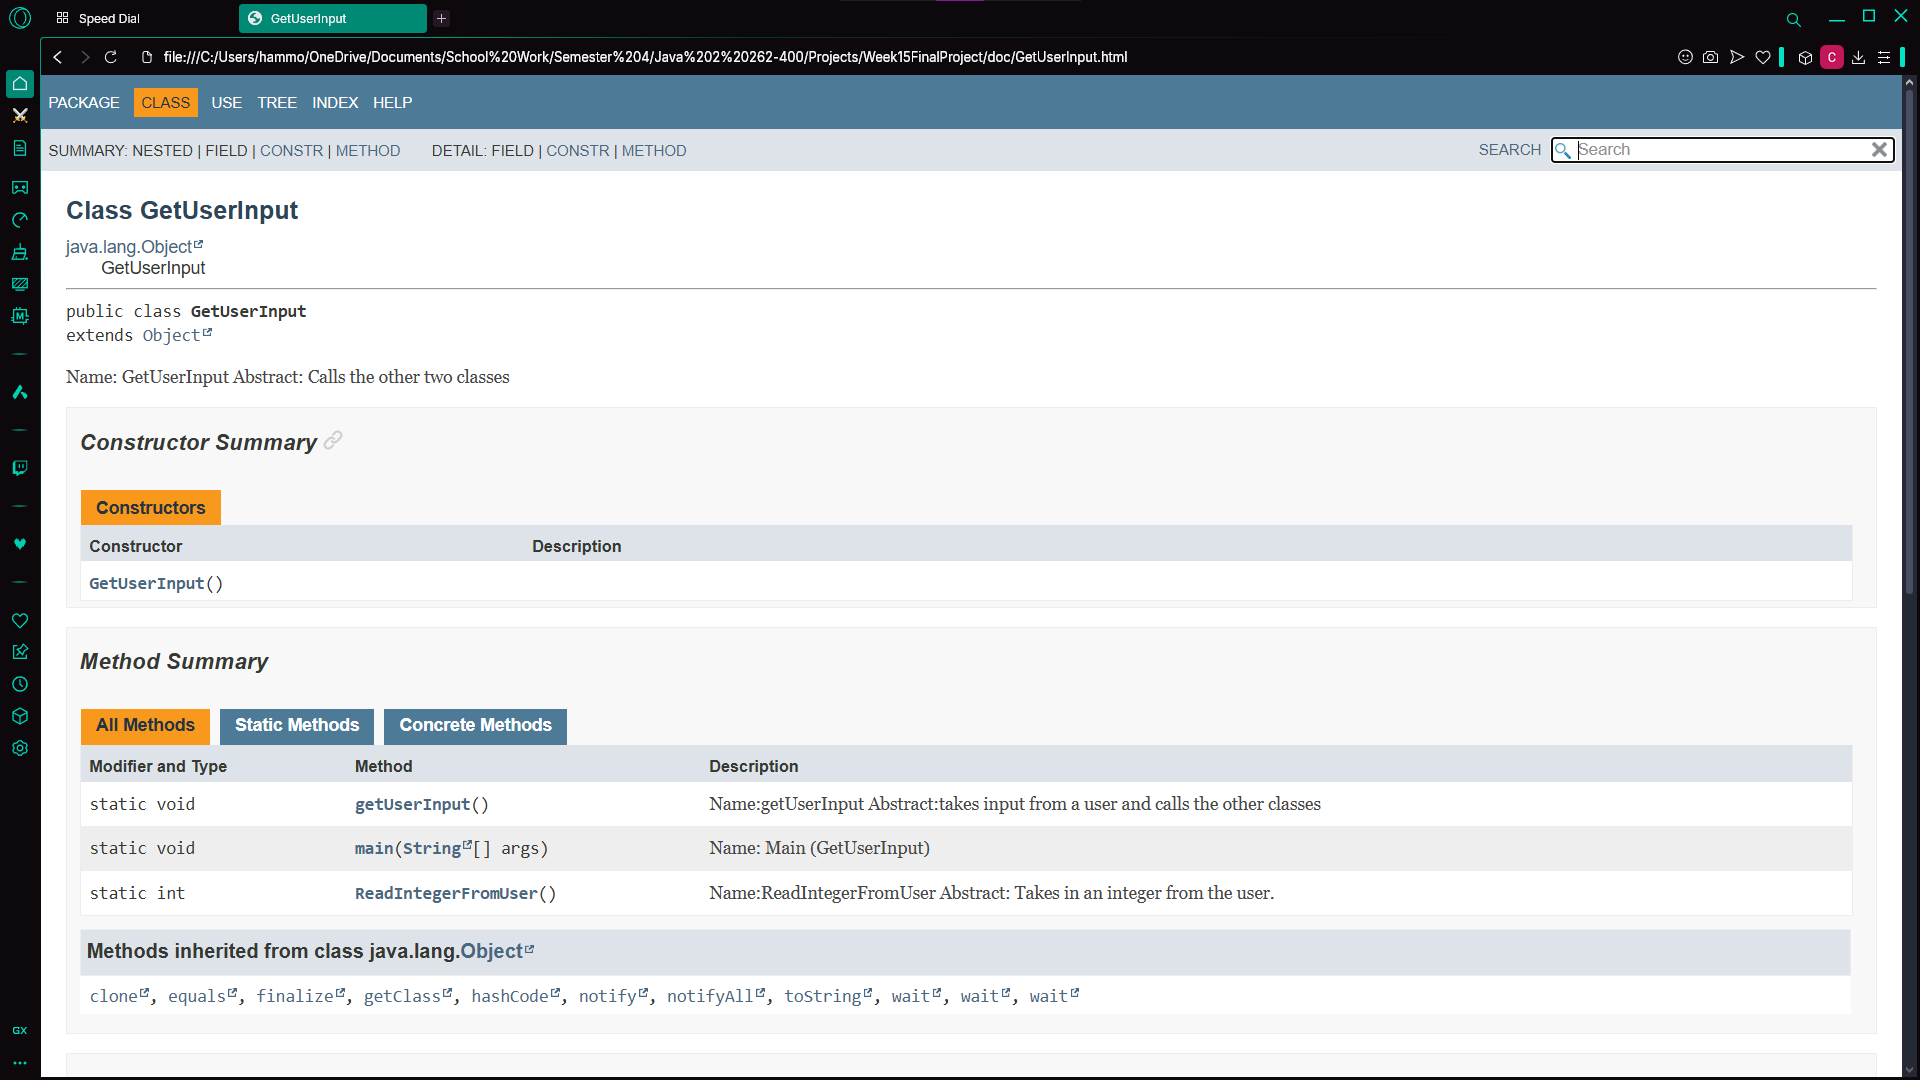 Speed Dial
GetUserInput
file:///C:/Users/hammo/OneDrive/Documents/School%20Work/Semester%204/Java%202%20262-400/Projects/Week15FinalProject/doc/GetUserInput.html
C
PACKAGE CLASS USE TREE INDEX HELP
SUMMARY: NESTED | FIELD | CONSTR | METHOD DETAIL: FIELD | CONSTR | METHOD
SEARCH Search
Class GetUserInput
java.lang.Object
GetUserInput
public class GetUserInput
extends Object
Name: GetUserInput Abstract: Calls the other two classes
Constructor Summary
Constructors
Constructor Description
GetUserInput()
Method Summary
All Methods Static Methods Concrete Methods
Modifier and Type Method Description
static void getUserInput() Name:getUserInput Abstract:takes input from a user and calls the other classes
static void main(String[] args) Name: Main (GetUserInput)
static int ReadIntegerFromUser() Name:ReadIntegerFromUser Abstract: Takes in an integer from the user.
Methods inherited from class java.lang.Object
clone, equals, finalize, getClass, hashCode, notify, notifyAll, toString, wait, wait, wait
M
GX